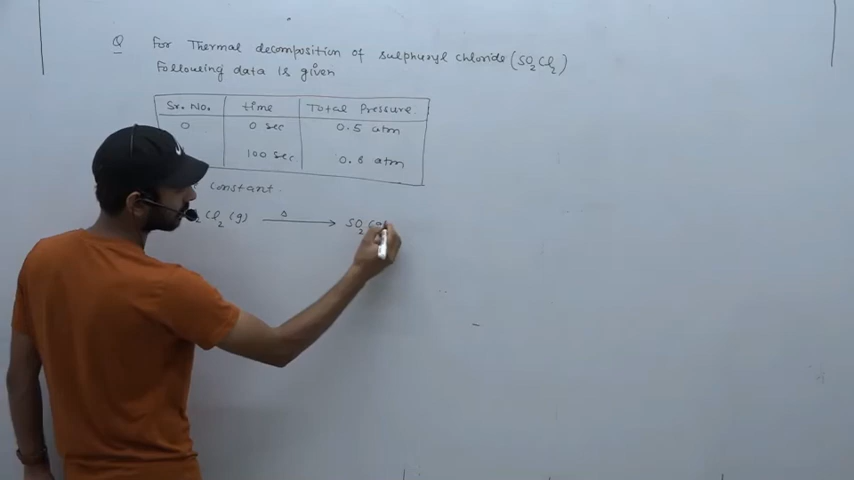 Q For Thermal decomposition of sulphuryl chloride (SO₂Cl₂)
Following data is given
Sr. No. time Total Pressure
0 0 sec 0.5 atm
100 sec 0.6 atm
constant.
Cl₂ (g) Δ → SO₂ (g